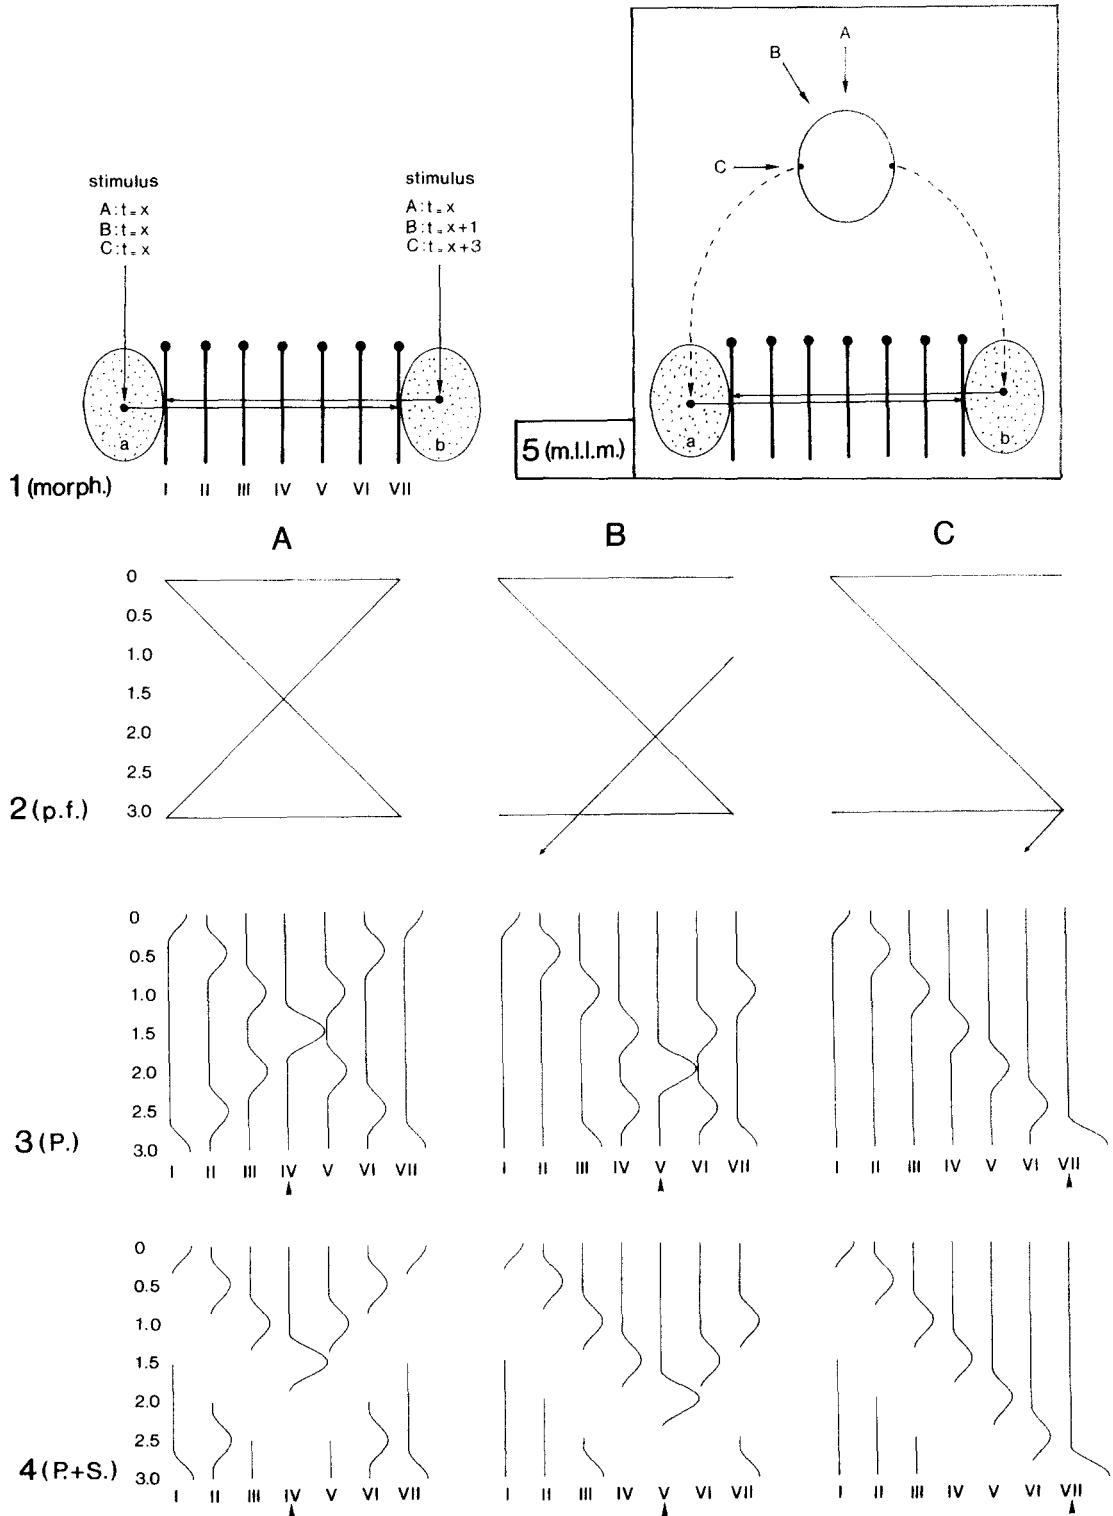 A
B
C
stimulus
A:t=x
B:t=x
C:t=x
stimulus
A:t=x
B:t=x+1
C:t=x+3
a
b
1 (morph.)
I II III IV V VI VII
5 (m.l.l.m.)
a
b
A B C
0
0.5
1.0
1.5
2.0
2.5
3.0
2 (p.f.)
0
0.5
1.0
1.5
2.0
2.5
3.0
3 (P.)
I II III IV V VI VII I II III IV V VI VII I II III IV V VI VII
0
0.5
1.0
1.5
2.0
2.5
3.0
4 (P.+S.)
I II III IV V VI VII I II III IV V VI VII I II III IV V VI VII